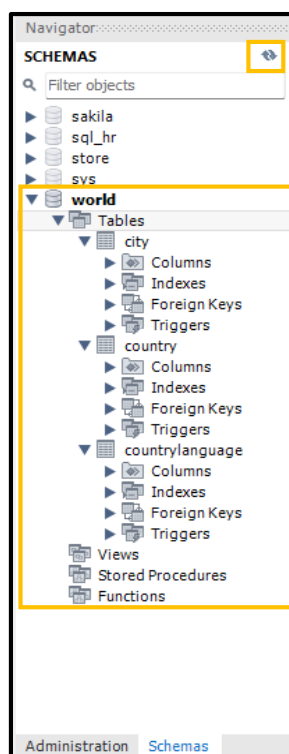 Navigator
SCHEMAS
Filter objects
sakila
sql_hr
store
sys
world
Tables
city
Columns
Indexes
Foreign Keys
Triggers
country
Columns
Indexes
Foreign Keys
Triggers
countrylanguage
Columns
Indexes
Foreign Keys
Triggers
Views
Stored Procedures
Functions
Administration Schemas